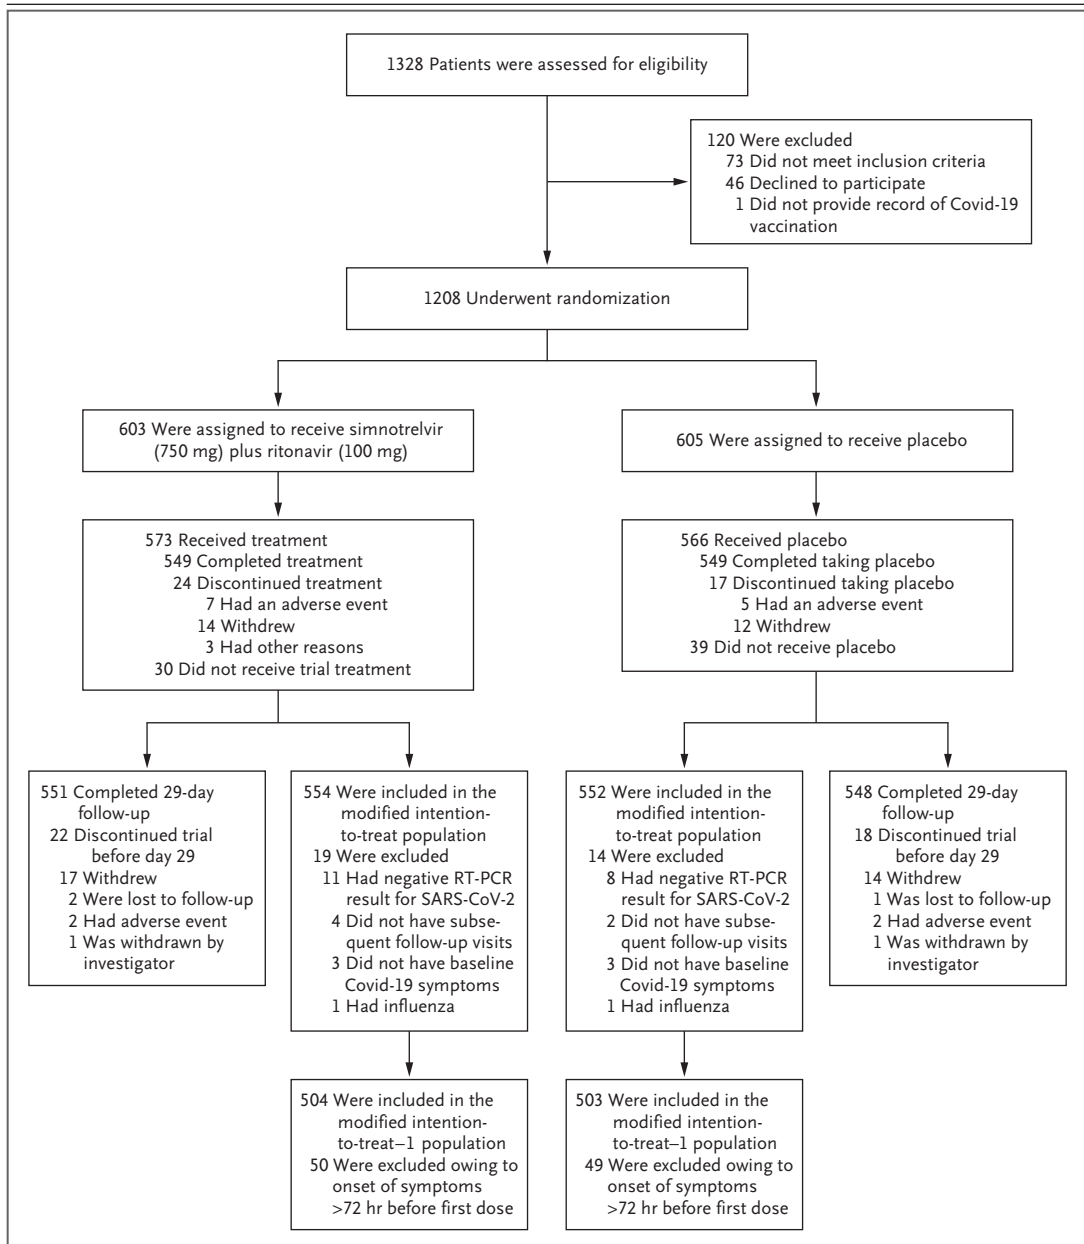 1328 Patients were assessed for eligibility
120 Were excluded
73 Did not meet inclusion criteria
46 Declined to participate
1 Did not provide record of Covid-19
vaccination
1208 Underwent randomization
603 Were assigned to receive simnotrelvir
(750 mg) plus ritonavir (100 mg)
605 Were assigned to receive placebo
573 Received treatment
549 Completed treatment
24 Discontinued treatment
7 Had an adverse event
14 Withdrew
3 Had other reasons
30 Did not receive trial treatment
566 Received placebo
549 Completed taking placebo
17 Discontinued taking placebo
5 Had an adverse event
12 Withdrew
39 Did not receive placebo
551 Completed 29-day
follow-up
22 Discontinued trial
before day 29
17 Withdrew
2 Were lost to follow-up
2 Had adverse event
1 Was withdrawn by
investigator
554 Were included in the
modified intention-
to-treat population
19 Were excluded
11 Had negative RT-PCR
result for SARS-CoV-2
4 Did not have subse-
quent follow-up visits
3 Did not have baseline
Covid-19 symptoms
1 Had influenza
552 Were included in the
modified intention-
to-treat population
14 Were excluded
8 Had negative RT-PCR
result for SARS-CoV-2
2 Did not have subse-
quent follow-up visits
3 Did not have baseline
Covid-19 symptoms
1 Had influenza
548 Completed 29-day
follow-up
18 Discontinued trial
before day 29
14 Withdrew
1 Was lost to follow-up
2 Had adverse event
1 Was withdrawn by
investigator
504 Were included in the
modified intention-
to-treat–1 population
50 Were excluded owing to
onset of symptoms
>72 hr before first dose
503 Were included in the
modified intention-
to-treat–1 population
49 Were excluded owing to
onset of symptoms
>72 hr before first dose